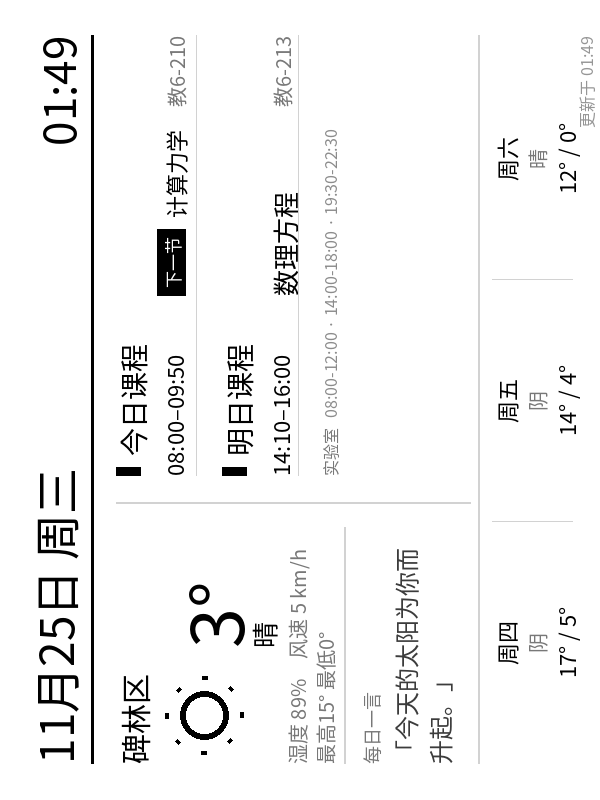 11月25日 周三
01:49
碑林区
3°
晴
湿度 89% 风速 5 km/h
最高15° 最低0°
每日一言
「今天的太阳为你而
升起。」
今日课程
08:00–09:50 下一节 计算力学 教6-210
明日课程
14:10–16:00 数理方程 教6-213
实验室 08:00-12:00 · 14:00-18:00 · 19:30-22:30
周四
阴
17° / 5°
周五
阴
14° / 4°
周六
晴
12° / 0°
更新于 01:49